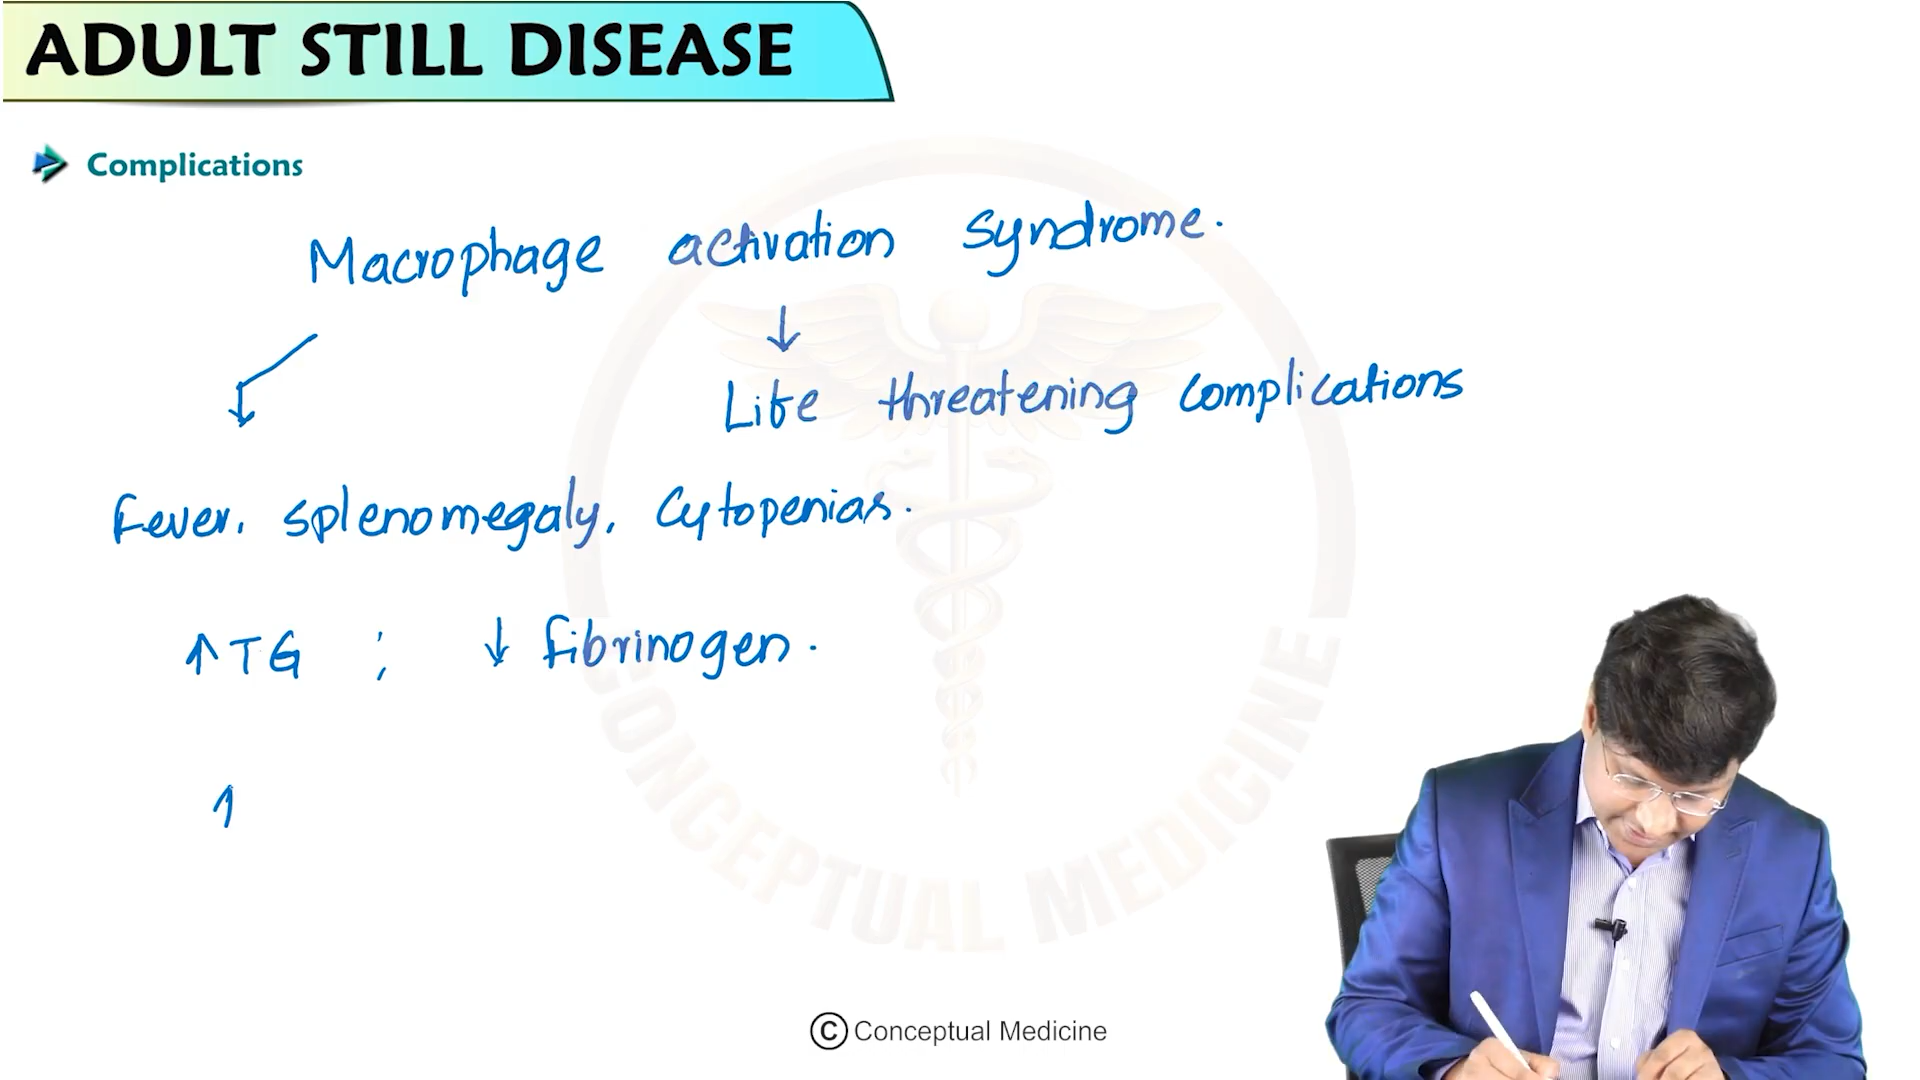 ADULT STILL DISEASE
Complications
Macrophage activation syndrome.
↓
Life threatening complications
Fever, splenomegaly, Cytopenias.
↑ TG ; ↓ fibrinogen.
↑
CONCEPTUAL MEDICINE
© Conceptual Medicine